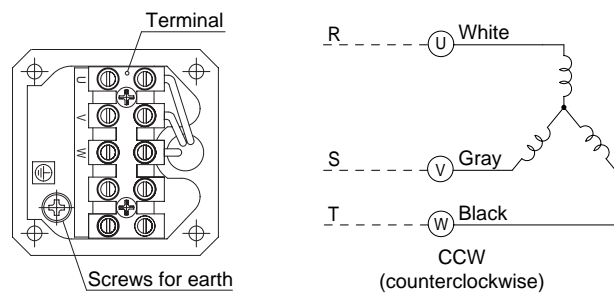 Terminal
U
V
W
Screws for earth
R
U
White
S
V
Gray
T
W
Black
CCW
(counterclockwise)